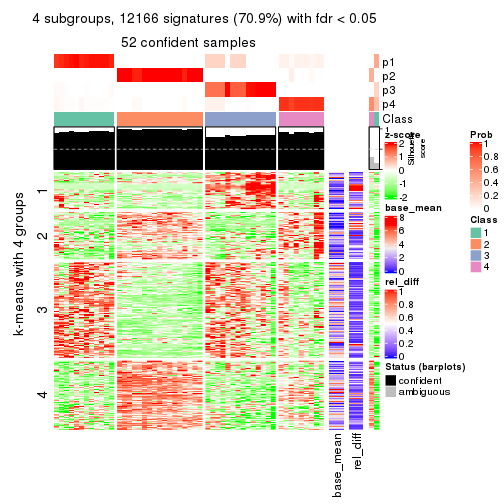 4 subgroups, 12166 signatures (70.9%) with fdr < 0.05
52 confident samples
p1
p2
p3
p4
Class
Silhouette
score
1
2
3
4
k-means with 4 groups
base_mean
rel_diff
z-score
2
1
0
-1
-2
base_mean
8
6
4
2
0
rel_diff
1
0.8
0.6
0.4
0.2
0
Prob
1
0.8
0.6
0.4
0.2
0
Class
1
2
3
4
Status (barplots)
confident
ambiguous